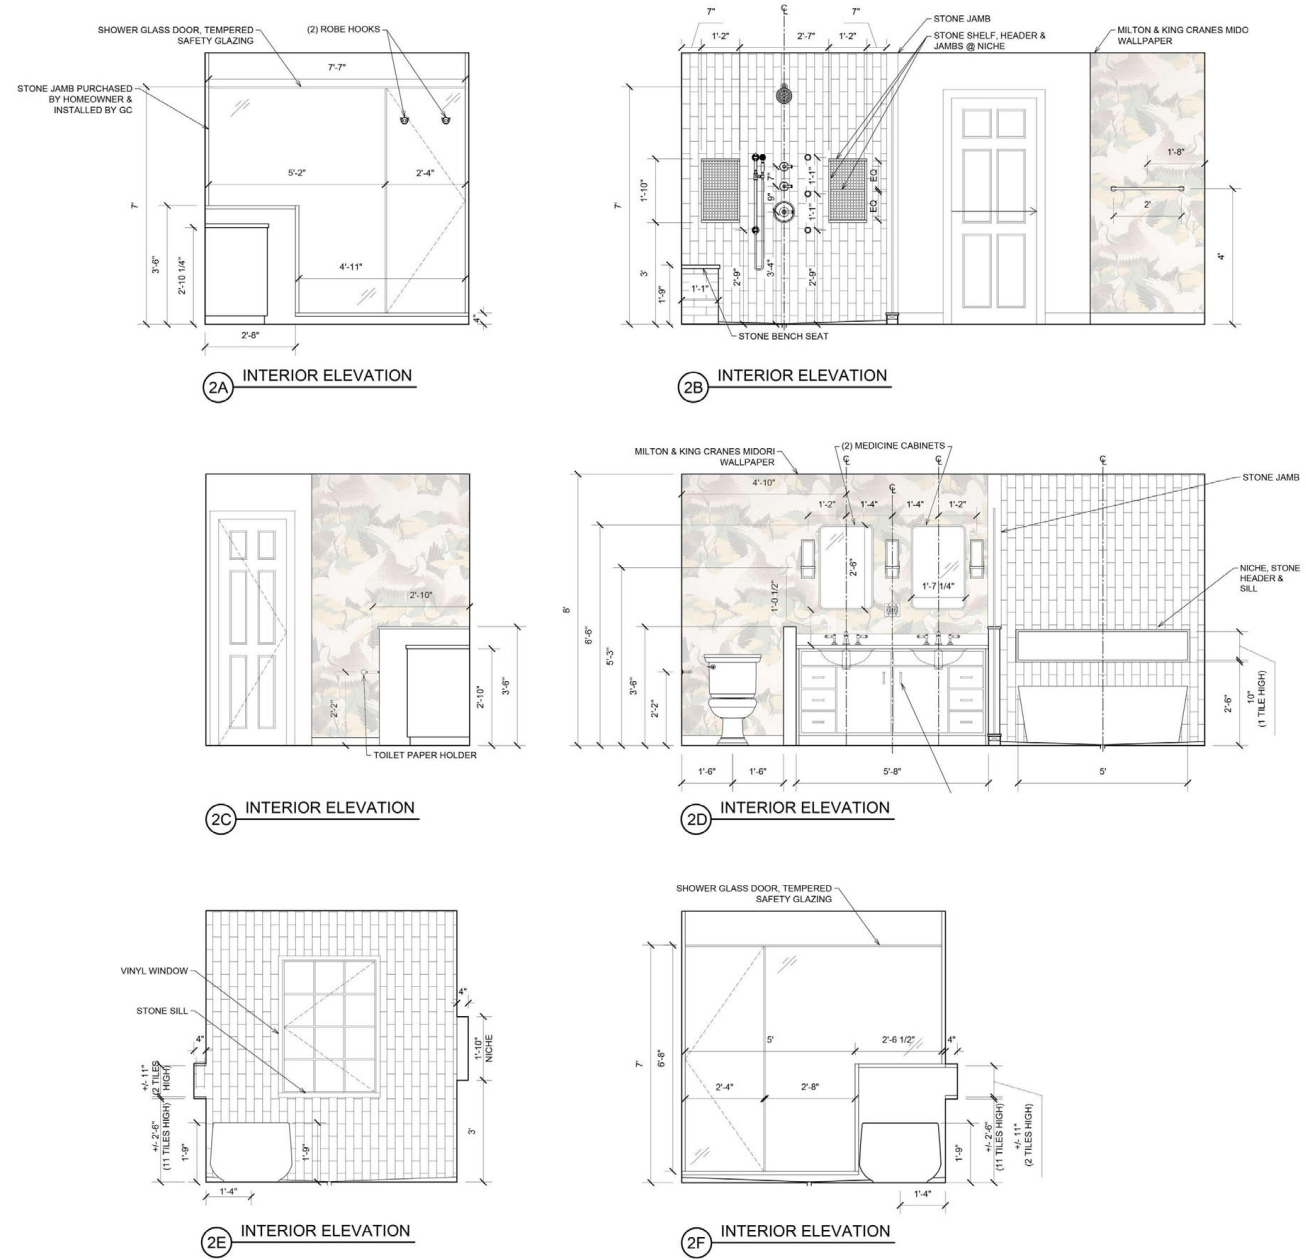 SHOWER GLASS DOOR, TEMPERED
SAFETY GLAZING
(2) ROBE HOOKS
7'-7"
STONE JAMB PURCHASED
BY HOMEOWNER &
INSTALLED BY GC
5'-2"
2'-4"
7'
3'-6"
2'-10 1/4"
4'-11"
4"
2'-8"
2A
INTERIOR ELEVATION
7"
℄
7"
1'-2"
2'-7"
1'-2"
STONE JAMB
STONE SHELF, HEADER &
JAMBS @ NICHE
MILTON & KING CRANES MIDO
WALLPAPER
7'
1'-10"
3'
1'-9"
1'-1"
2'-9"
7"
9"
3'-4"
1'-1"
1'-1"
2'-9"
EQ
EQ
1'-8"
2'
4'
STONE BENCH SEAT
2B
INTERIOR ELEVATION
2'-10"
2'-2"
2'-10"
3'-6"
TOILET PAPER HOLDER
2C
INTERIOR ELEVATION
MILTON & KING CRANES MIDORI
WALLPAPER
(2) MEDICINE CABINETS
℄
℄
℄
℄
4'-10"
1'-2"
1'-4"
1'-4"
1'-2"
STONE JAMB
8'
6'-6"
5'-3"
3'-6"
2'-2"
1'-0 1/2"
2'-6"
1'-7 1/4"
NICHE, STONE
HEADER &
SILL
2'-6"
10"
(1 TILE HIGH)
1'-6"
1'-6"
5'-8"
5'
2D
INTERIOR ELEVATION
VINYL WINDOW
STONE SILL
4"
4"
+/- 11"
(2 TILES
HIGH)
+/- 2'-6"
(11 TILES HIGH)
1'-9"
1'-9"
1'-10"
NICHE
3'
1'-4"
2E
INTERIOR ELEVATION
SHOWER GLASS DOOR, TEMPERED
SAFETY GLAZING
7'
6'-8"
5'
2'-6 1/2"
4"
2'-4"
2'-8"
1'-9"
+/- 2'-6"
(11 TILES HIGH)
+/- 11"
(2 TILES HIGH)
1'-4"
2F
INTERIOR ELEVATION